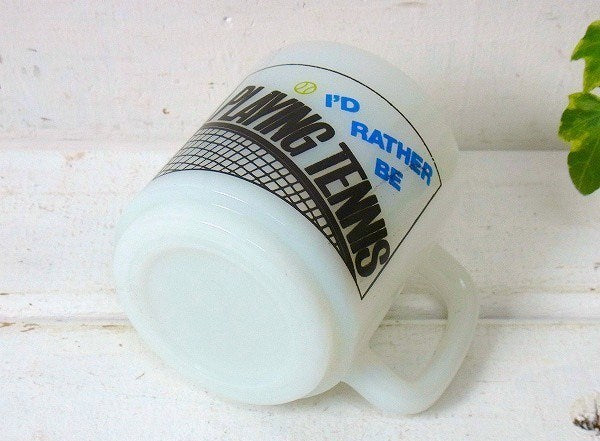 I'D
RATHER
BE
PLAYING TENNIS